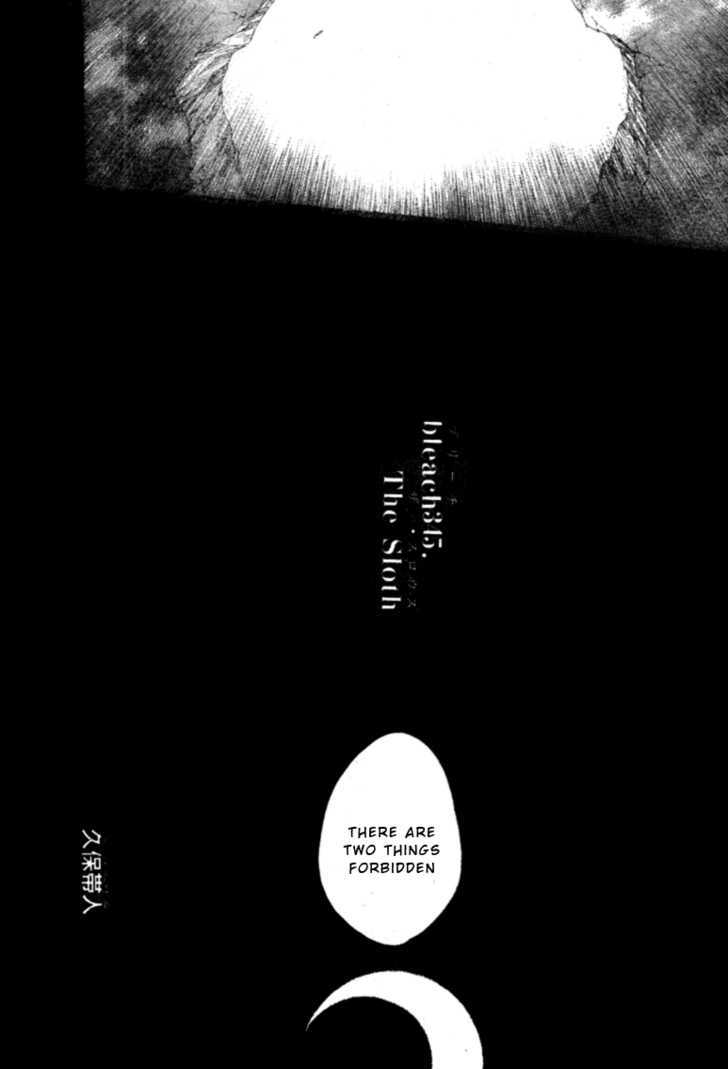 bleach345.
The Sloth
THERE ARE
TWO THINGS
FORBIDDEN
久保帯人